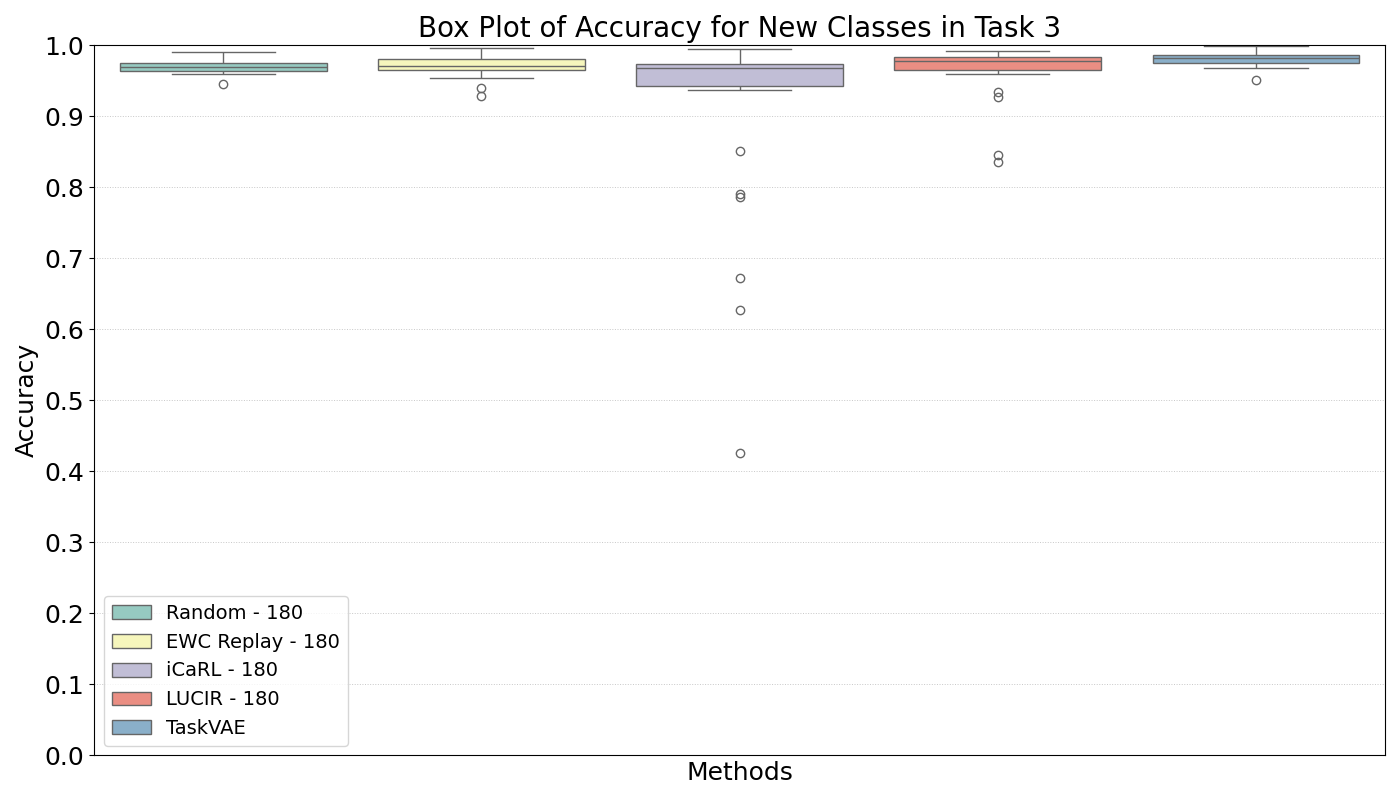 Box Plot of Accuracy for New Classes in Task 3
1.0
0.9
0.8
0.7
0.6
0.5
0.4
0.3
0.2
0.1
0.0
Accuracy
Random - 180
EWC Replay - 180
iCaRL - 180
LUCIR - 180
TaskVAE
Methods